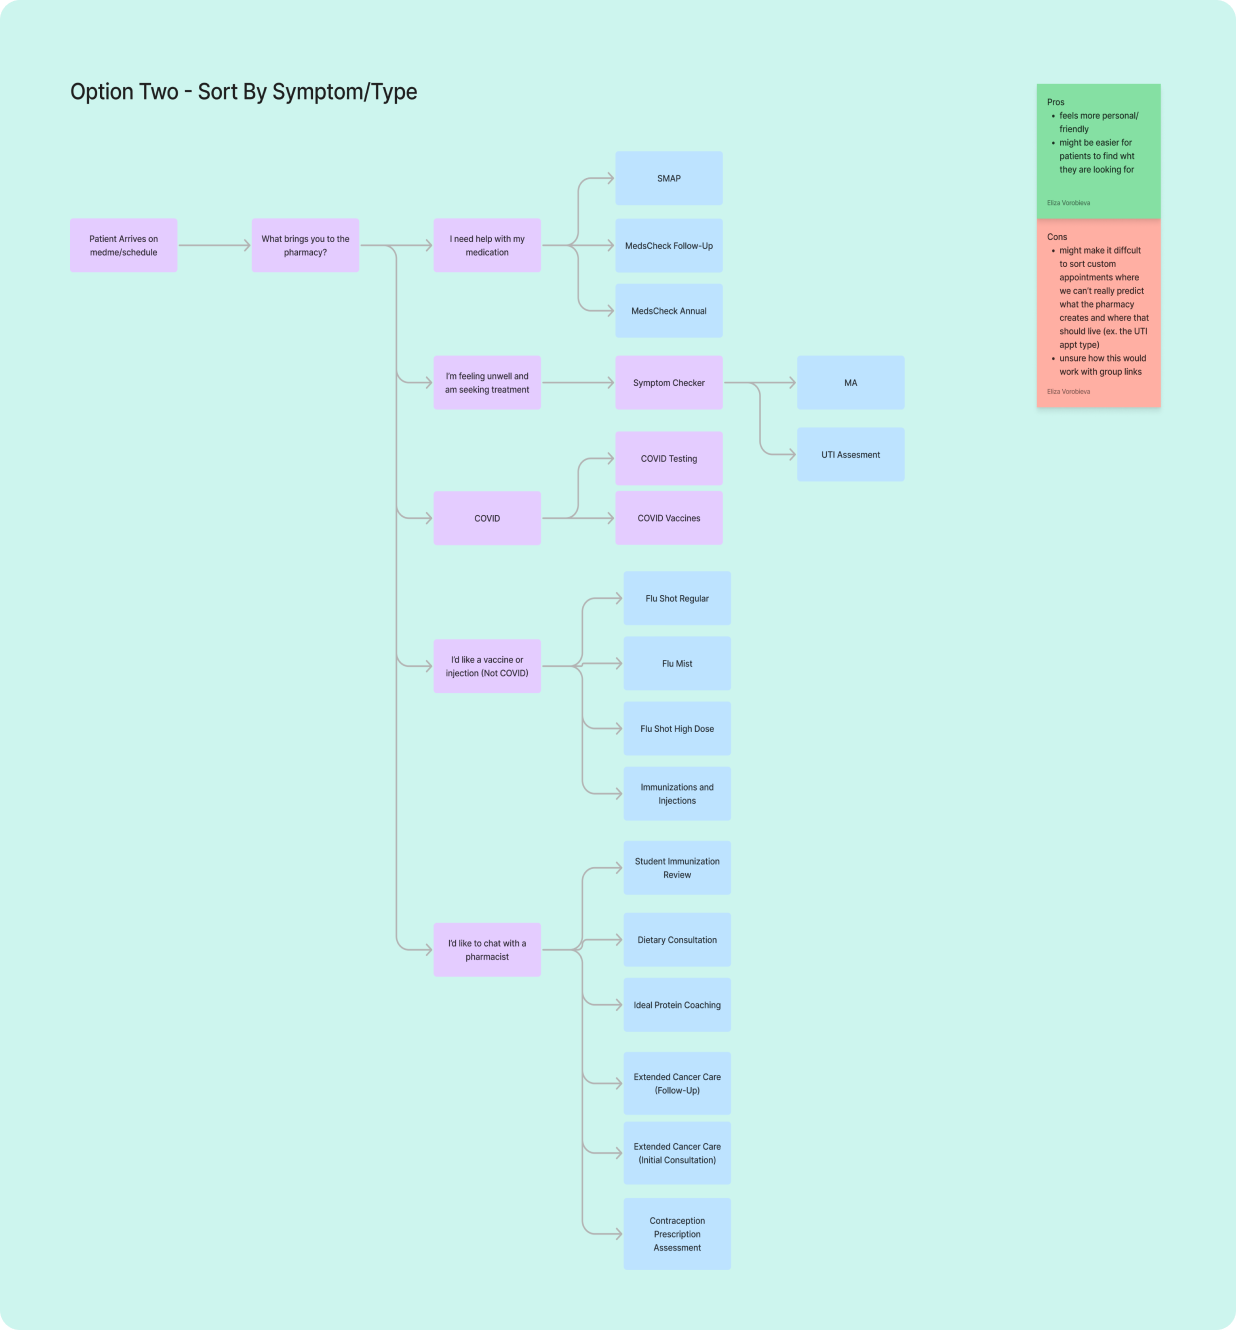 Option Two - Sort By Symptom/Type
Pros
• feels more personal/
friendly
• might be easier for
patients to find wht
they are looking for
Eliza Vorobieva
Cons
• might make it diffcult
to sort custom
appointments where
we can't really predict
what the pharmacy
creates and where that
should live (ex. the UTI
appt type)
• unsure how this would
work with group links
Eliza Vorobieva
Patient Arrives on
medme/schedule
What brings you to the
pharmacy?
I need help with my
medication
SMAP
MedsCheck Follow-Up
MedsCheck Annual
I'm feeling unwell and
am seeking treatment
Symptom Checker
MA
UTI Assesment
COVID
COVID Testing
COVID Vaccines
I'd like a vaccine or
injection (Not COVID)
Flu Shot Regular
Flu Mist
Flu Shot High Dose
Immunizations and
Injections
I'd like to chat with a
pharmacist
Student Immunization
Review
Dietary Consultation
Ideal Protein Coaching
Extended Cancer Care
(Follow-Up)
Extended Cancer Care
(Initial Consultation)
Contraception
Prescription
Assessment